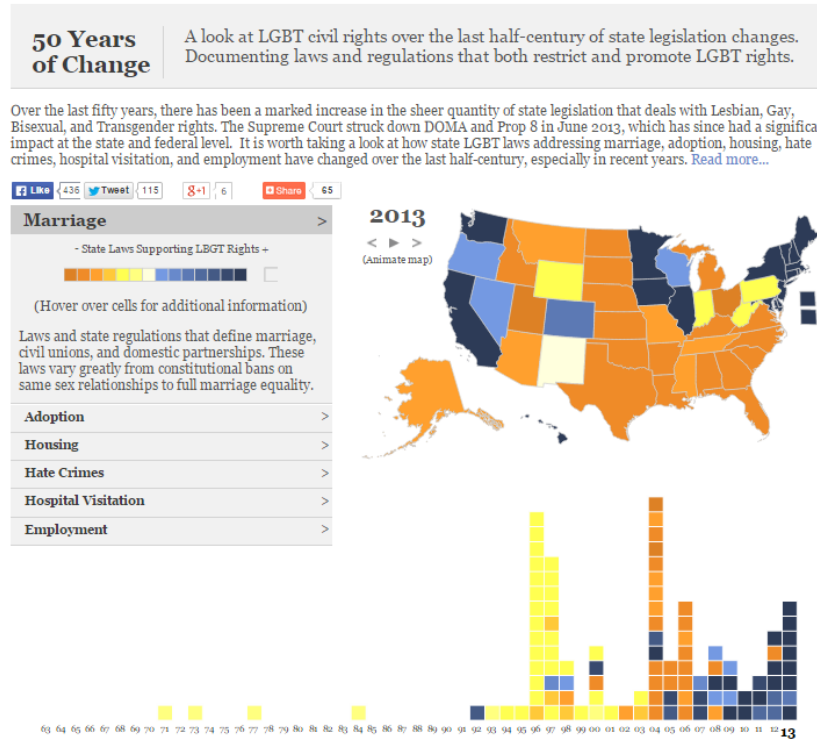 50 Years
of Change
A look at LGBT civil rights over the last half-century of state legislation changes.
Documenting laws and regulations that both restrict and promote LGBT rights.
Over the last fifty years, there has been a marked increase in the sheer quantity of state legislation that deals with Lesbian, Gay,
Bisexual, and Transgender rights. The Supreme Court struck down DOMA and Prop 8 in June 2013, which has since had a significa
impact at the state and federal level. It is worth taking a look at how state LGBT laws addressing marriage, adoption, housing, hate
crimes, hospital visitation, and employment have changed over the last half-century, especially in recent years. Read more...
Like 436 Tweet 115 g+1 6 Share 65
Marriage >
- State Laws Supporting LBGT Rights +
(Hover over cells for additional information)
Laws and state regulations that define marriage,
civil unions, and domestic partnerships. These
laws vary greatly from constitutional bans on
same sex relationships to full marriage equality.
Adoption >
Housing >
Hate Crimes >
Hospital Visitation >
Employment >
2013
< ▶ >
(Animate map)
63 64 65 66 67 68 69 70 71 72 73 74 75 76 77 78 79 80 81 82 83 84 85 86 87 88 89 90 91 92 93 94 95 96 97 98 99 00 01 02 03 04 05 06 07 08 09 10 11 12 13